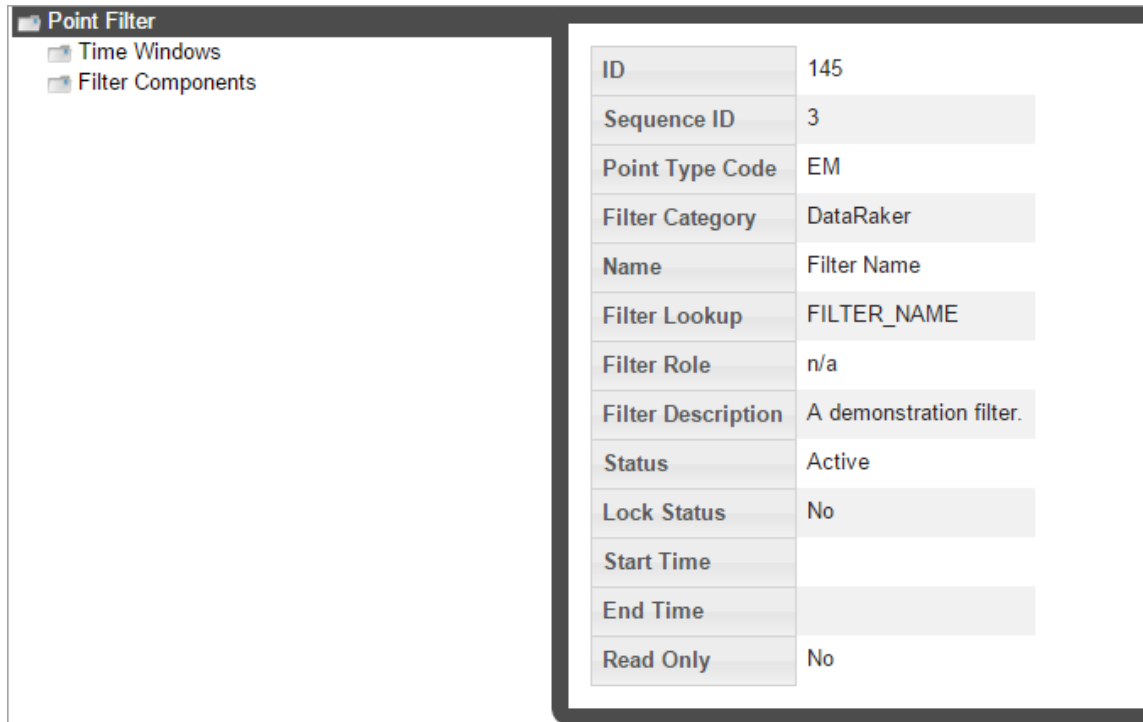 Point Filter
Time Windows
Filter Components
ID 145
Sequence ID 3
Point Type Code EM
Filter Category DataRaker
Name Filter Name
Filter Lookup FILTER_NAME
Filter Role n/a
Filter Description A demonstration filter.
Status Active
Lock Status No
Start Time
End Time
Read Only No